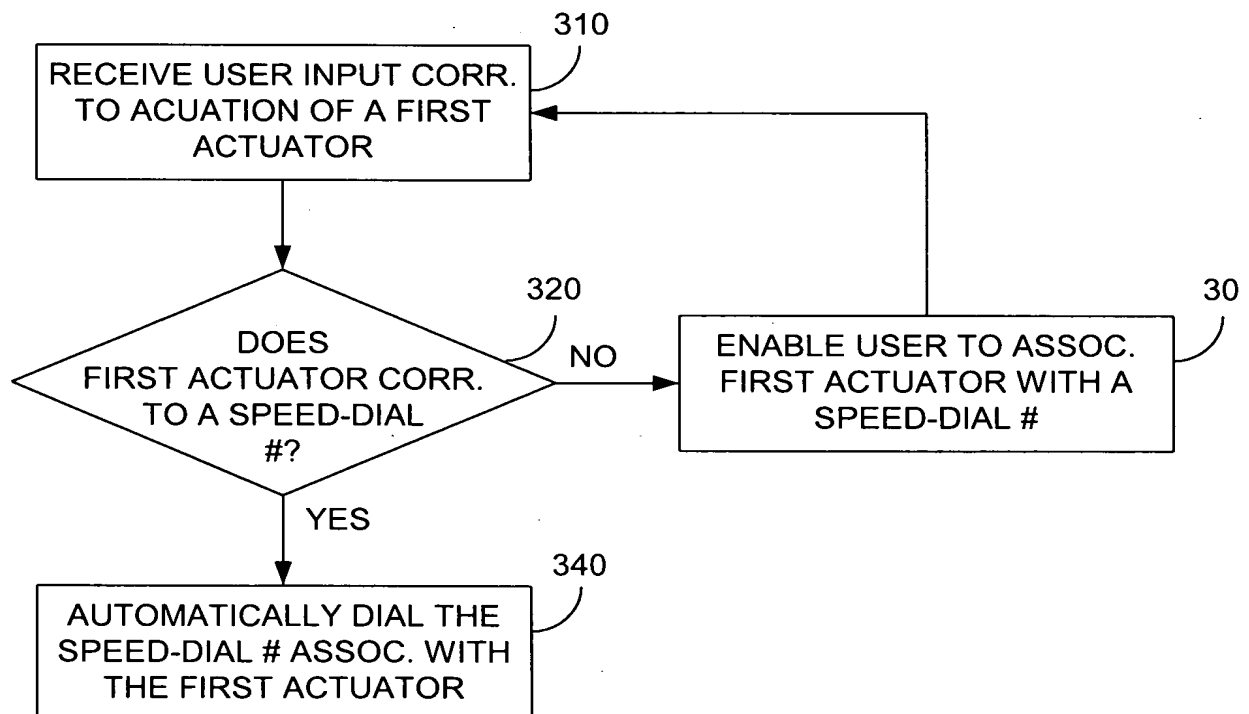 310
RECEIVE USER INPUT CORR.
TO ACUATION OF A FIRST
ACTUATOR
320
DOES
FIRST ACTUATOR CORR.
TO A SPEED-DIAL
#?
NO
30
ENABLE USER TO ASSOC.
FIRST ACTUATOR WITH A
SPEED-DIAL #
YES
340
AUTOMATICALLY DIAL THE
SPEED-DIAL # ASSOC. WITH
THE FIRST ACTUATOR